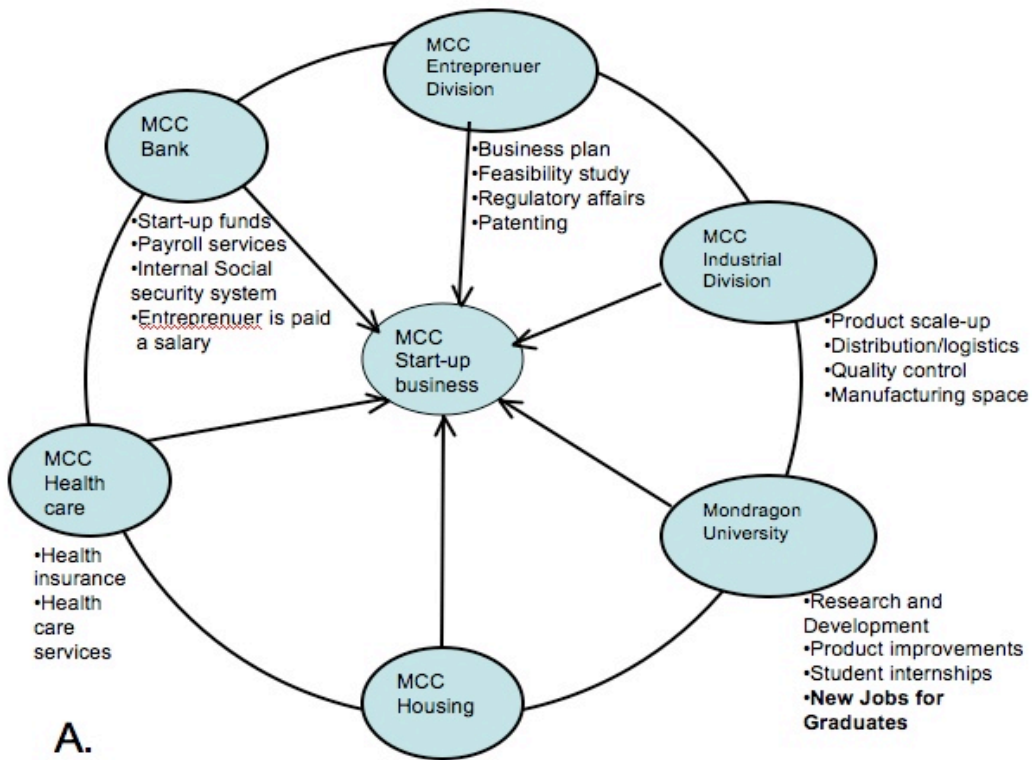 MCC
Entreprenuer
Division
•Business plan
•Feasibility study
•Regulatory affairs
•Patenting
MCC
Bank
•Start-up funds
•Payroll services
•Internal Social
security system
•Entreprenuer is paid
a salary
MCC
Industrial
Division
•Product scale-up
•Distribution/logistics
•Quality control
•Manufacturing space
MCC
Start-up
business
MCC
Health
care
•Health
insurance
•Health
care
services
Mondragon
University
•Research and
Development
•Product improvements
•Student internships
•New Jobs for
Graduates
MCC
Housing
A.